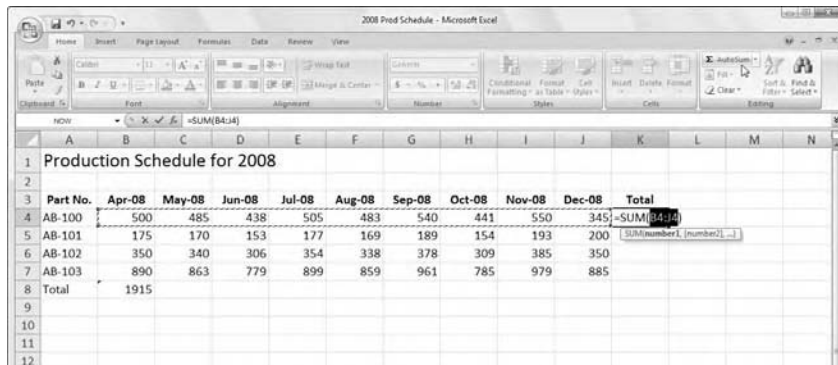 2008 Prod Schedule - Microsoft Excel
Home Insert Page Layout Formulas Data Review View
Paste Calibri 11 A A Wrap Text General Conditional Format Cell Insert Delete Format Σ AutoSum Sort & Find &
B I U A Merge & Center $ % , Formatting as Table Styles Fill Filter Select
Clear
Clipboard Font Alignment Number Styles Cells Editing
NOW =SUM(B4:J4)
A B C D E F G H I J K L M N
1 Production Schedule for 2008
2
3 Part No. Apr-08 May-08 Jun-08 Jul-08 Aug-08 Sep-08 Oct-08 Nov-08 Dec-08 Total
4 AB-100 500 485 438 505 483 540 441 550 345 =SUM(B4:J4)
5 AB-101 175 170 153 177 169 189 154 193 200 SUM(number1, [number2], ...)
6 AB-102 350 340 306 354 338 378 309 385 350
7 AB-103 890 863 779 899 859 961 785 979 885
8 Total 1915
9
10
11
12